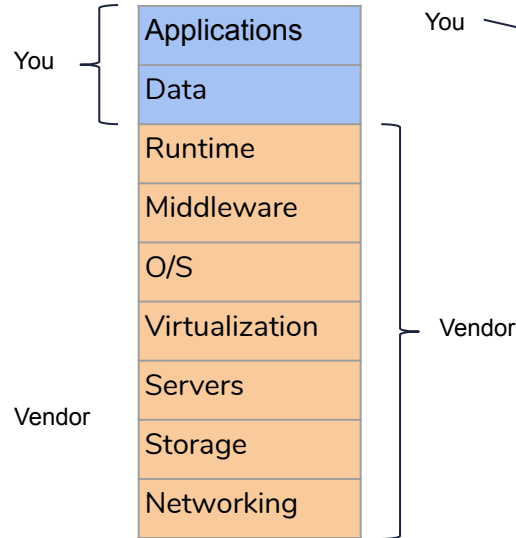 Applications
You
You
Data
Runtime
Middleware
O/S
Virtualization
Vendor
Servers
Vendor
Storage
Networking